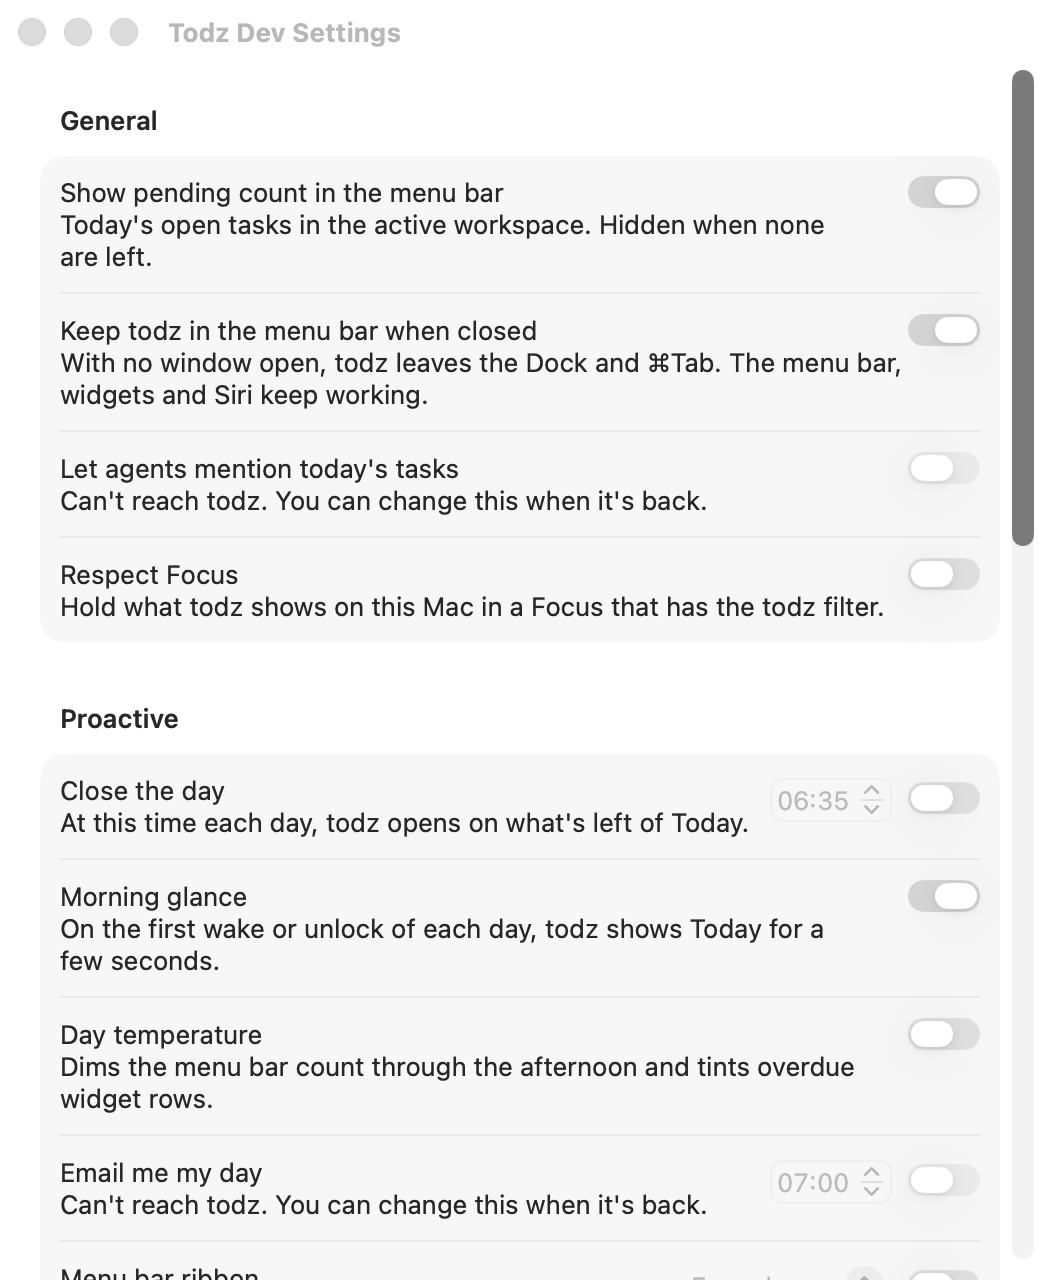 Todz Dev Settings
General
Show pending count in the menu bar
Today's open tasks in the active workspace. Hidden when none
are left.
Keep todz in the menu bar when closed
With no window open, todz leaves the Dock and ⌘Tab. The menu bar,
widgets and Siri keep working.
Let agents mention today's tasks
Can't reach todz. You can change this when it's back.
Respect Focus
Hold what todz shows on this Mac in a Focus that has the todz filter.
Proactive
Close the day
06:35
At this time each day, todz opens on what's left of Today.
Morning glance
On the first wake or unlock of each day, todz shows Today for a
few seconds.
Day temperature
Dims the menu bar count through the afternoon and tints overdue
widget rows.
Email me my day
07:00
Can't reach todz. You can change this when it's back.
Menu bar ribbon